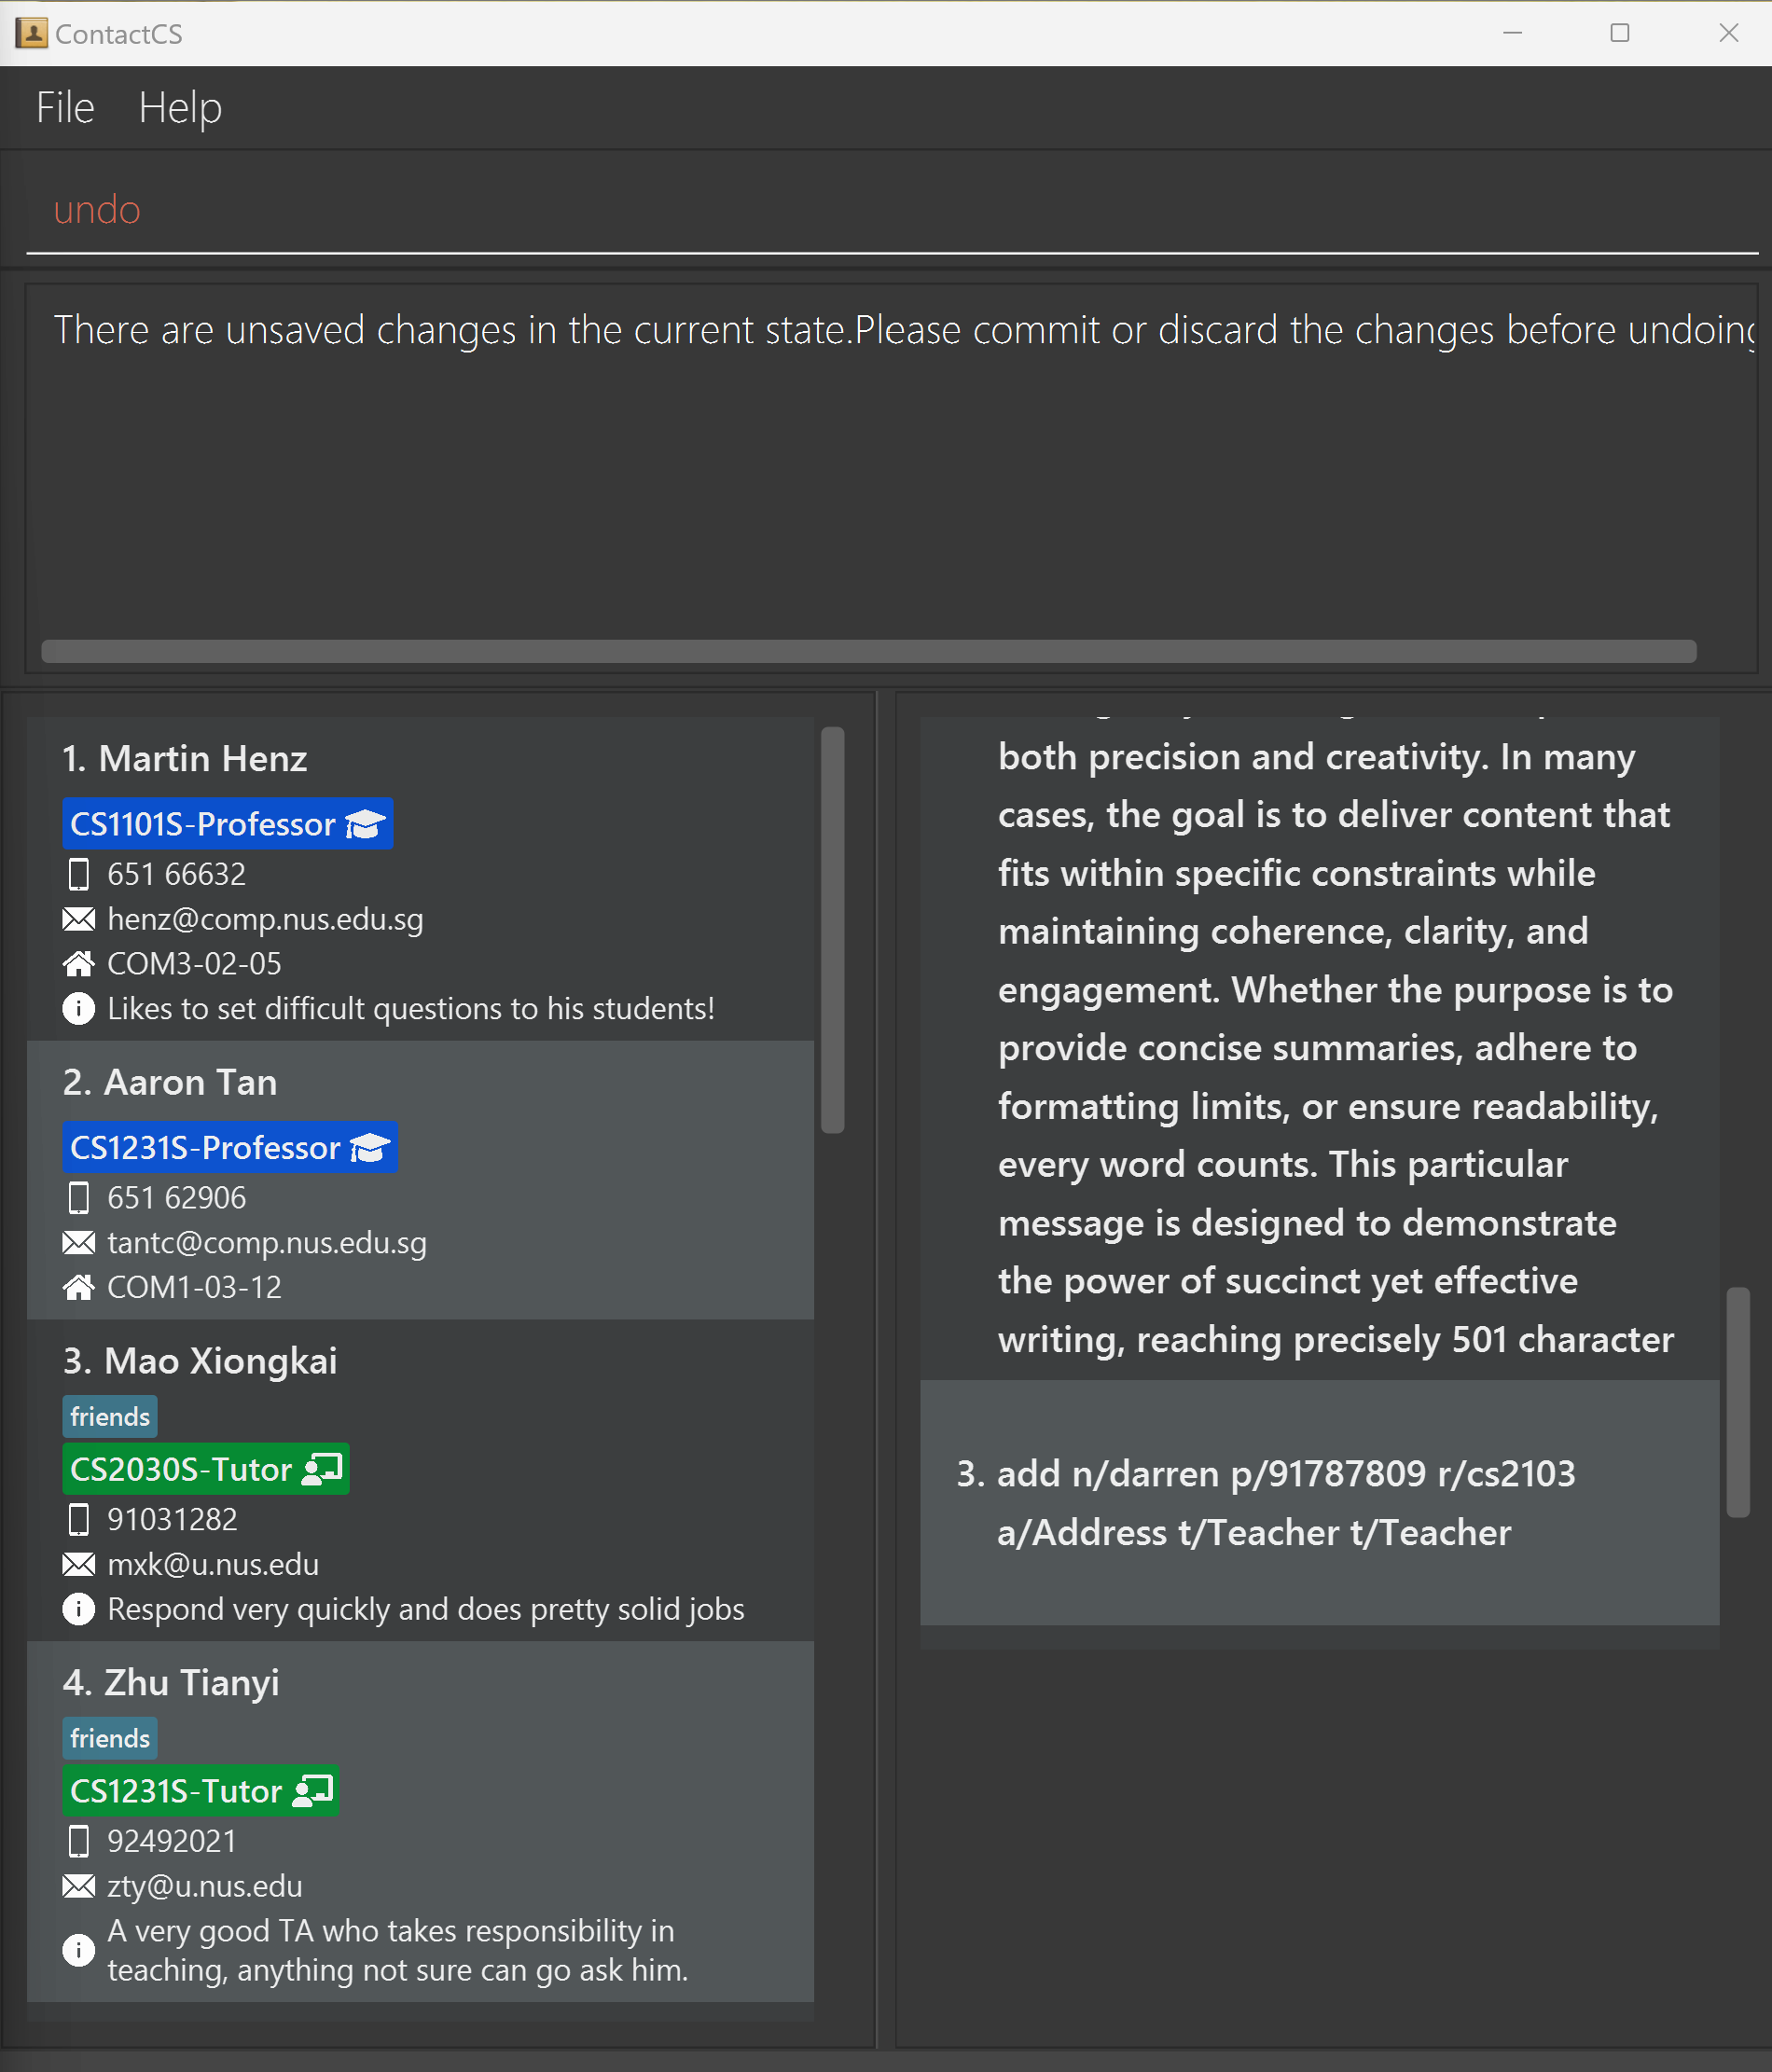 ContactCS
File Help
undo
There are unsaved changes in the current state.Please commit or discard the changes before undoing
1. Martin Henz
CS1101S-Professor
651 66632
henz@comp.nus.edu.sg
COM3-02-05
Likes to set difficult questions to his students!
2. Aaron Tan
CS1231S-Professor
651 62906
tantc@comp.nus.edu.sg
COM1-03-12
3. Mao Xiongkai
friends
CS2030S-Tutor
91031282
mxk@u.nus.edu
Respond very quickly and does pretty solid jobs
4. Zhu Tianyi
friends
CS1231S-Tutor
92492021
zty@u.nus.edu
A very good TA who takes responsibility in
teaching, anything not sure can go ask him.
both precision and creativity. In many
cases, the goal is to deliver content that
fits within specific constraints while
maintaining coherence, clarity, and
engagement. Whether the purpose is to
provide concise summaries, adhere to
formatting limits, or ensure readability,
every word counts. This particular
message is designed to demonstrate
the power of succinct yet effective
writing, reaching precisely 501 character
3. add n/darren p/91787809 r/cs2103
a/Address t/Teacher t/Teacher